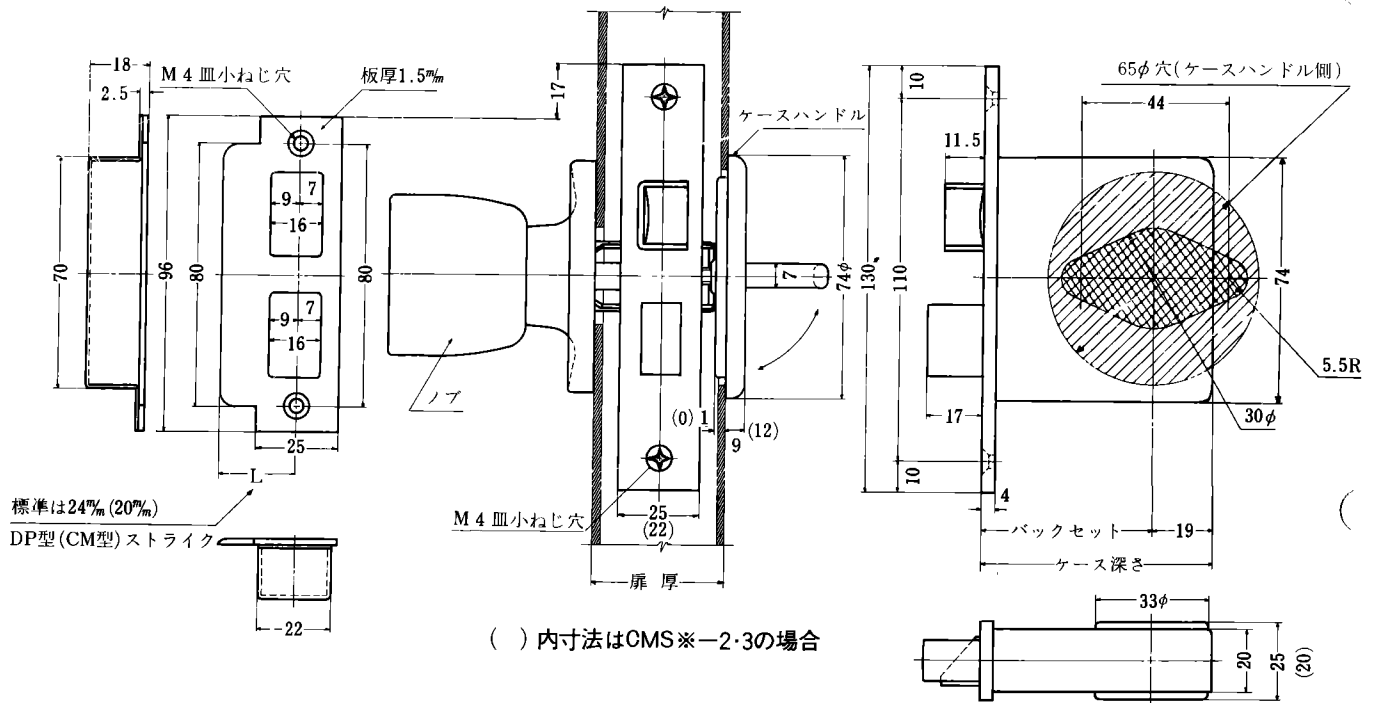 18
2.5
M4皿小ねじ穴
板厚1.5m/m
70
96
80
9 7
16
9 7
16
80
25
L
標準は24m/m(20m/m)
DP型(CM型)ストライク
22
17
ケースハンドル
ノブ
7
74φ
(0) 1
(12)
9
M4皿小ねじ穴
25
(22)
扉厚
( )内寸法はCMS※−2・3の場合
65φ穴(ケースハンドル側)
10
44
11.5
130
110
74
17
5.5R
30φ
10
4
バックセット
19
ケース深さ
33φ
20
25
(20)